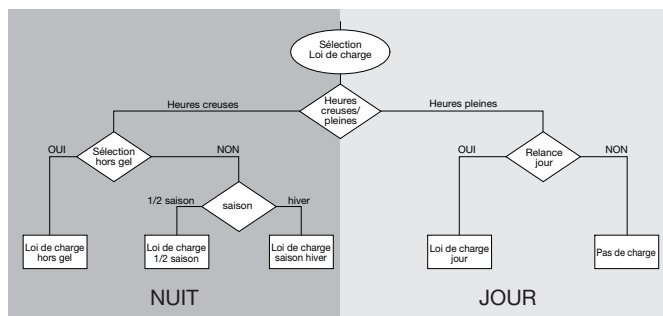 Sélection
Loi de charge
Heures creuses
Heures
creuses/
pleines
Heures pleines
OUI
Sélection
hors gel
NON
OUI
Relance
jour
NON
1/2 saison
saison
hiver
Loi de charge
hors gel
Loi de charge
1/2 saison
Loi de charge
saison hiver
Loi de charge
jour
Pas de charge
NUIT
JOUR